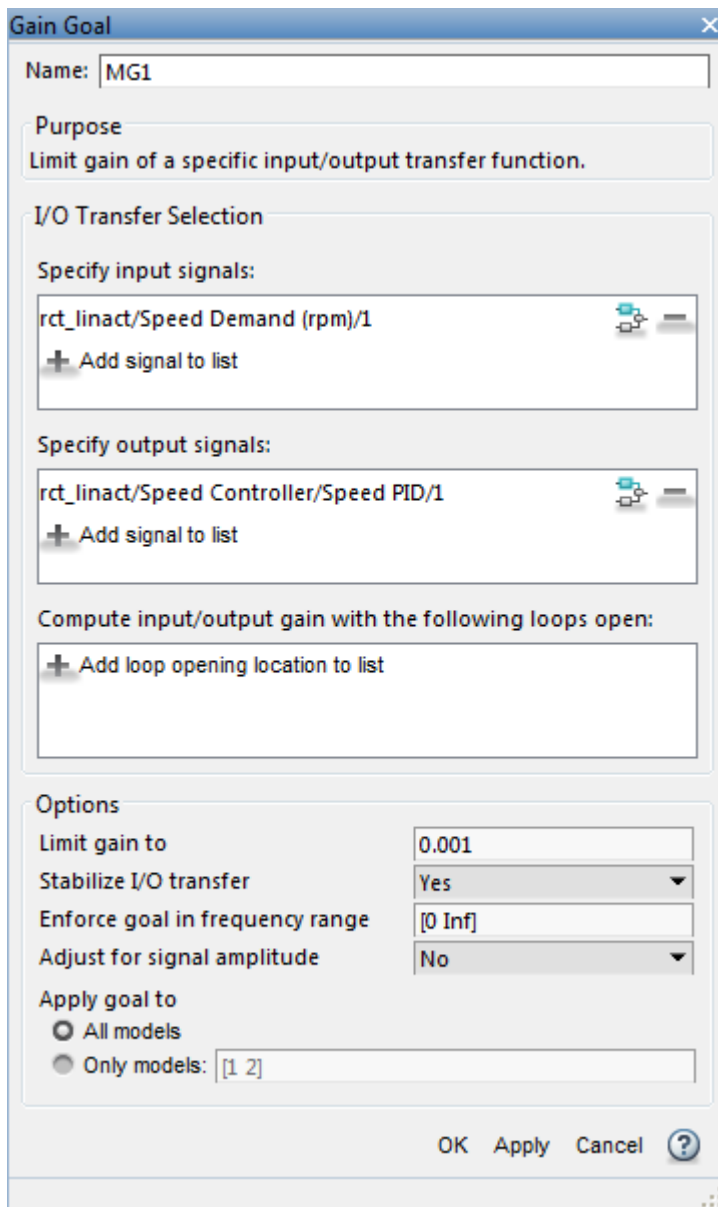 Gain Goal
Name: MG1
Purpose
Limit gain of a specific input/output transfer function.
I/O Transfer Selection
Specify input signals:
rct_linact/Speed Demand (rpm)/1
Add signal to list
Specify output signals:
rct_linact/Speed Controller/Speed PID/1
Add signal to list
Compute input/output gain with the following loops open:
Add loop opening location to list
Options
Limit gain to 0.001
Stabilize I/O transfer Yes
Enforce goal in frequency range [0 Inf]
Adjust for signal amplitude No
Apply goal to
All models
Only models: [1 2]
OK Apply Cancel ?